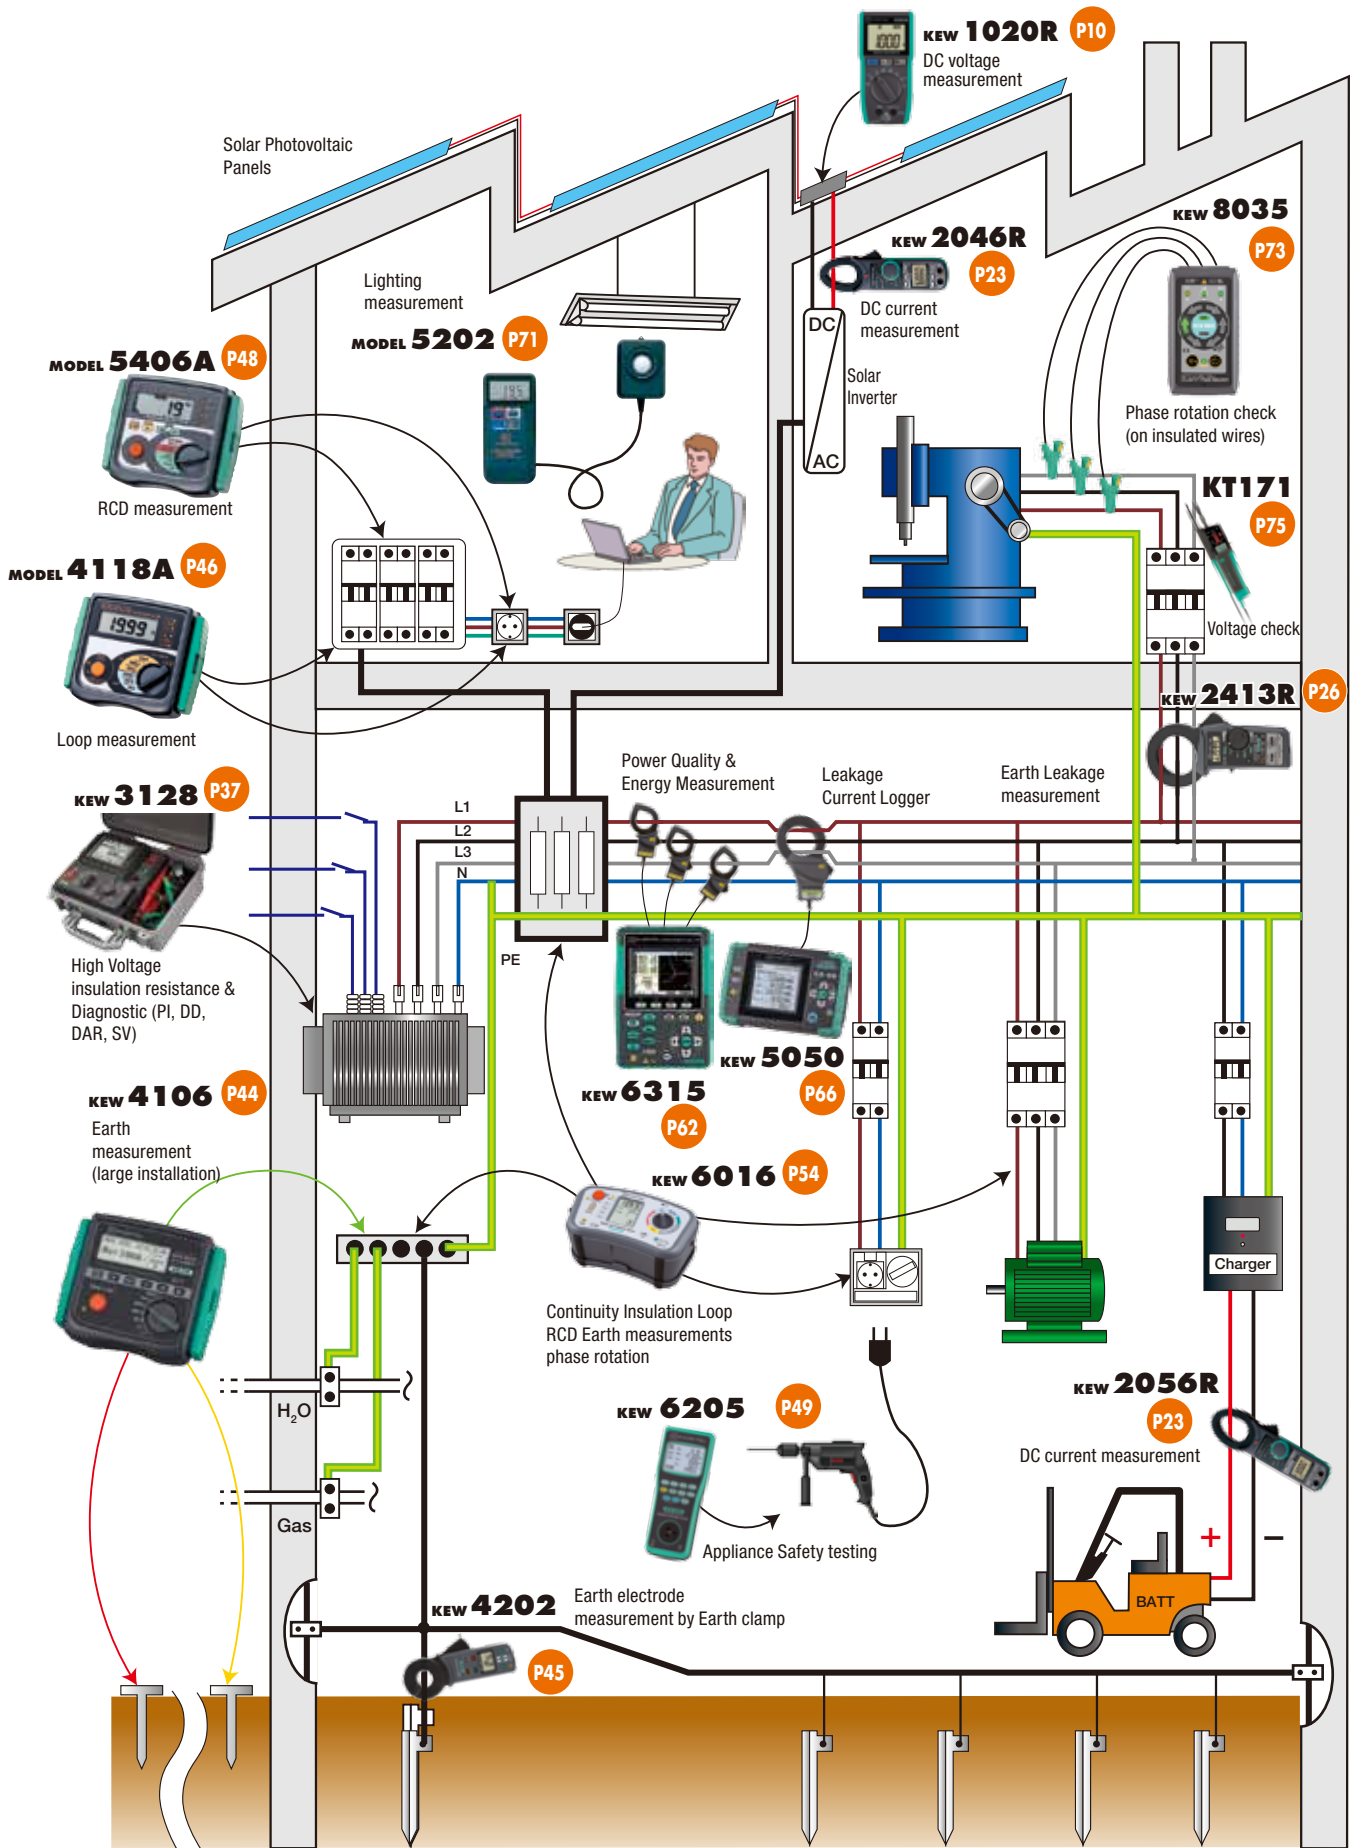 KEW 1020R P10
DC voltage
measurement
Solar Photovoltaic
Panels
KEW 8035
P73
KEW 2046R
P23
DC current
measurement
Lighting
measurement
MODEL 5202 P71
MODEL 5406A P48
RCD measurement
DC
AC
Solar
Inverter
Phase rotation check
(on insulated wires)
KT171
P75
Voltage check
MODEL 4118A P46
1999
Loop measurement
KEW 2413R P26
Power Quality &
Energy Measurement
Leakage
Current Logger
Earth Leakage
measurement
KEW 3128 P37
L1
L2
L3
N
PE
High Voltage
insulation resistance &
Diagnostic (PI, DD,
DAR, SV)
KEW 5050
P66
KEW 6315
P62
KEW 4106 P44
Earth
measurement
(large installation)
KEW 6016 P54
Continuity Insulation Loop
RCD Earth measurements
phase rotation
Charger
H₂O
Gas
KEW 2056R
P23
DC current measurement
KEW 6205 P49
Appliance Safety testing
+ −
BATT
KEW 4202
Earth electrode
measurement by Earth clamp
P45